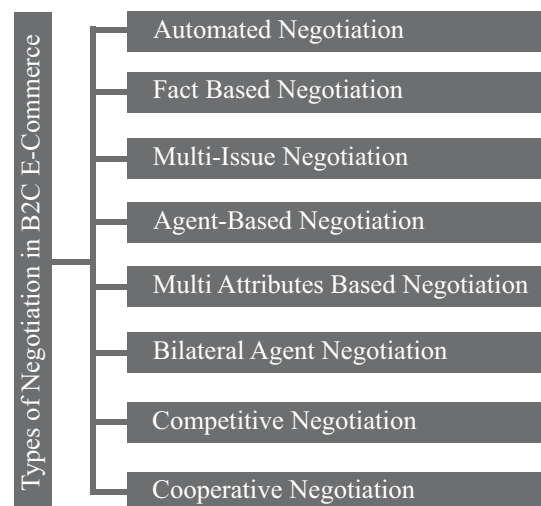 Types of Negotiation in B2C E-Commerce
Automated Negotiation
Fact Based Negotiation
Multi-Issue Negotiation
Agent-Based Negotiation
Multi Attributes Based Negotiation
Bilateral Agent Negotiation
Competitive Negotiation
Cooperative Negotiation